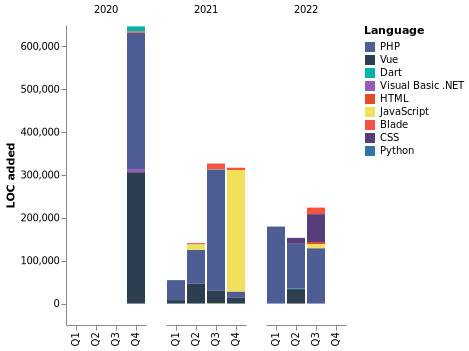 2020 2021 2022
Language
PHP
Vue
Dart
Visual Basic .NET
HTML
JavaScript
Blade
CSS
Python
LOC added
600,000
500,000
400,000
300,000
200,000
100,000
0
Q1 Q2 Q3 Q4 Q1 Q2 Q3 Q4 Q1 Q2 Q3 Q4